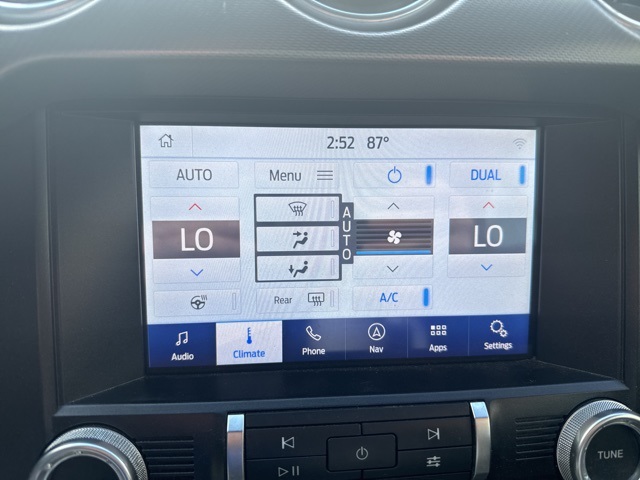 2:52 87°
AUTO
Menu
DUAL
LO
AUTO
LO
Rear
A/C
Audio
Climate
Phone
Nav
Apps
Settings
TUNE